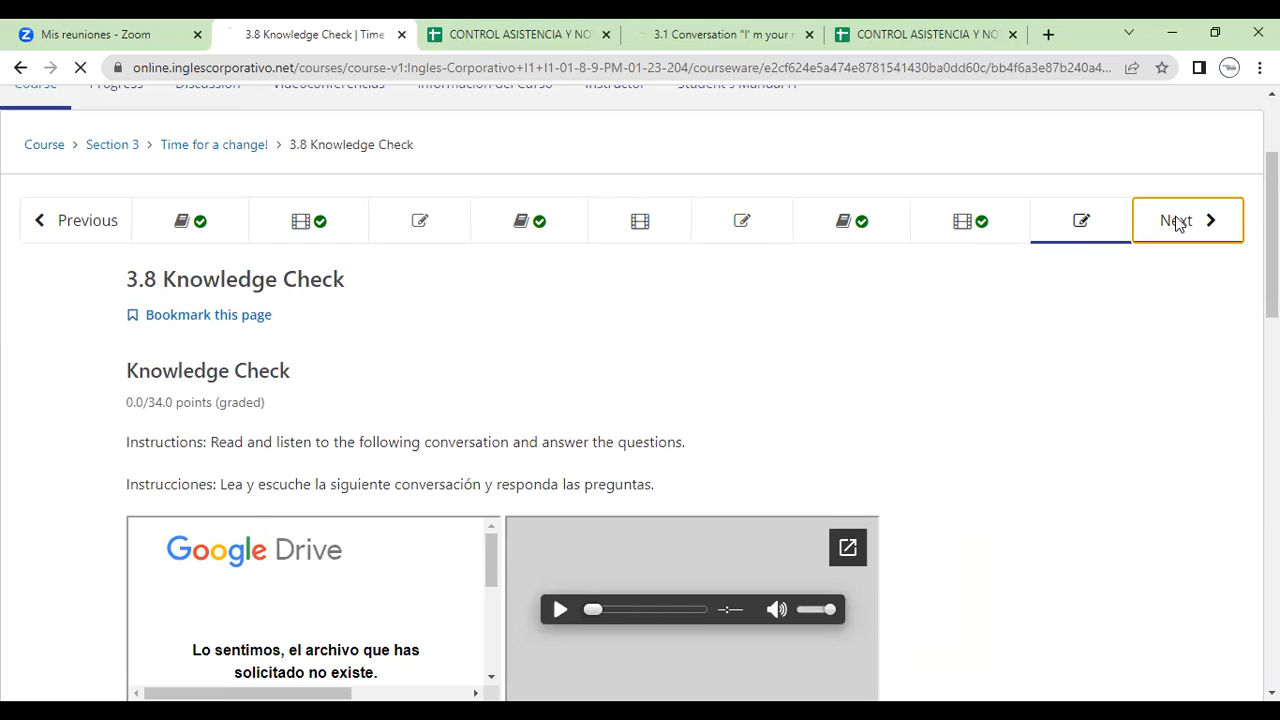 Mis reuniones - Zoom
3.8 Knowledge Check | Time
CONTROL ASISTENCIA Y NO
3.1 Conversation "I' m your
CONTROL ASISTENCIA Y NO
online.inglescorporativo.net/courses/course-v1:Ingles-Corporativo+I1+I1-01-8-9-PM-01-23-204/courseware/e2cf624e5a474e8781541430ba0dd60c/bb4f6a3e87b240a4...
Course Progress Discussion Videoconferencias Información del Curso Instructor Student's Manual I1
Course > Section 3 > Time for a change! > 3.8 Knowledge Check
Previous
Next
3.8 Knowledge Check
Bookmark this page
Knowledge Check
0.0/34.0 points (graded)
Instructions: Read and listen to the following conversation and answer the questions.
Instrucciones: Lea y escuche la siguiente conversación y responda las preguntas.
Google Drive
Lo sentimos, el archivo que has
solicitado no existe.
--:--